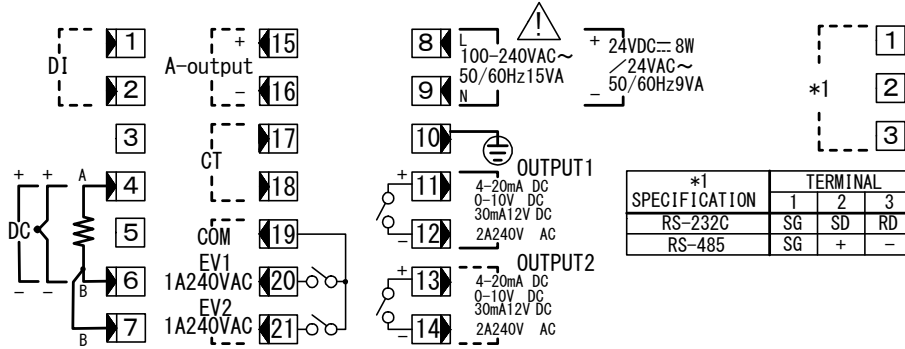 DI
1
2
3
+ + A 4
DC
5
- - B 6
B 7
A-output
+ 15
- 16
17
CT
18
COM 19
EV1
1A240VAC 20
EV2
1A240VAC 21
8 L
100-240VAC~
50/60Hz15VA
9 N
+ 24VDC⎓8W
/24VAC~
- 50/60Hz9VA
10
OUTPUT1
+ 11
4-20mA DC
0-10V DC
30mA12V DC
- 12 2A240V AC
OUTPUT2
+ 13
4-20mA DC
0-10V DC
30mA12V DC
- 14 2A240V AC
*1
1
2
3
*1
SPECIFICATION
TERMINAL
1 2 3
RS-232C SG SD RD
RS-485 SG + -